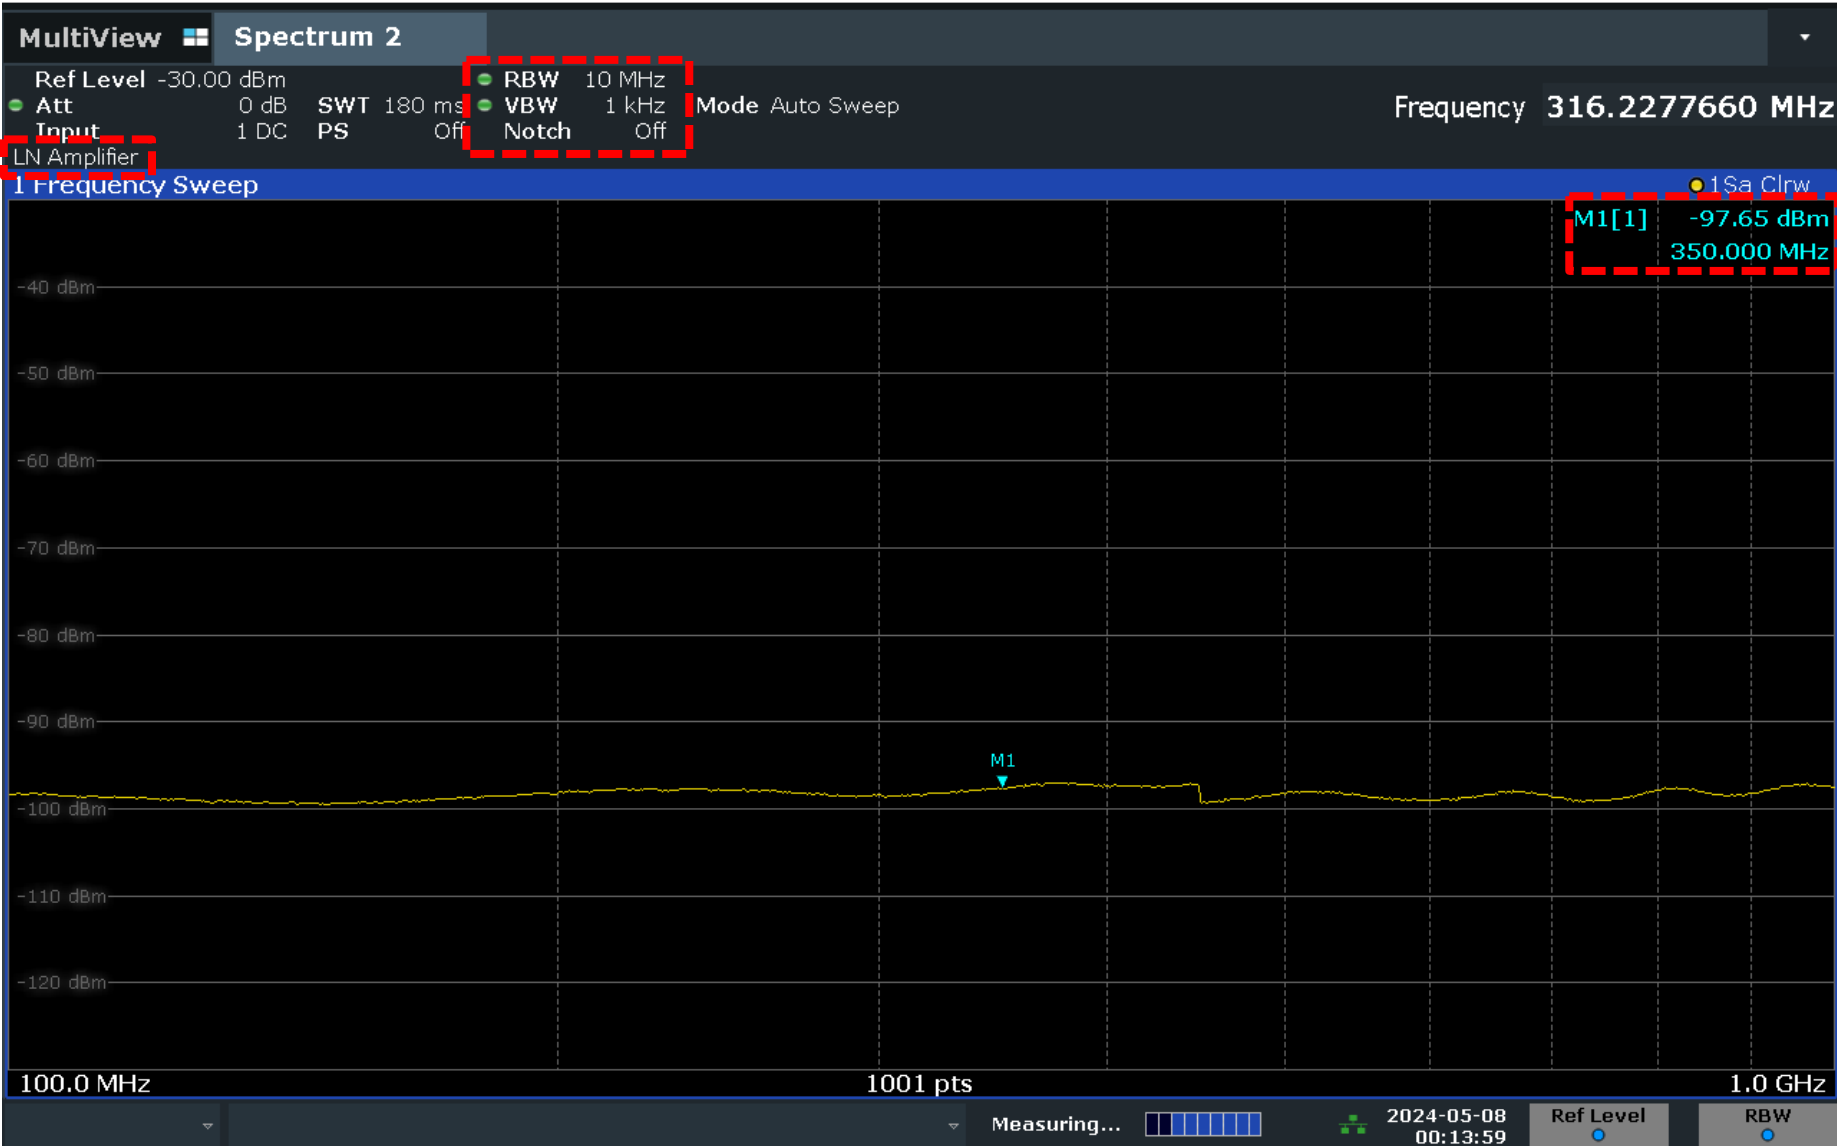 MultiView Spectrum 2
Ref Level -30.00 dBm RBW 10 MHz
Att 0 dB SWT 180 ms VBW 1 kHz Mode Auto Sweep Frequency 316.2277660 MHz
Input 1 DC PS Off Notch Off
LN Amplifier
1 Frequency Sweep 1Sa Clrw
M1[1] -97.65 dBm
350.000 MHz
-40 dBm
-50 dBm
-60 dBm
-70 dBm
-80 dBm
-90 dBm
M1
-100 dBm
-110 dBm
-120 dBm
100.0 MHz 1001 pts 1.0 GHz
Measuring... 2024-05-08 Ref Level RBW
00:13:59